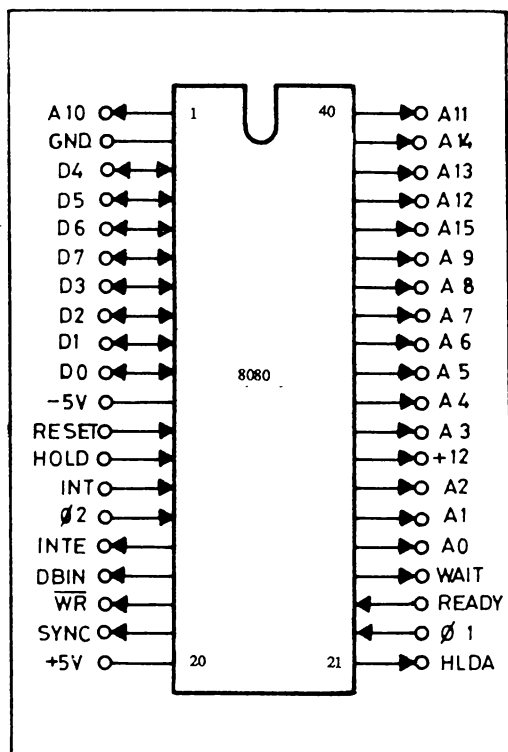 A10 1 40 A11
GND A14
D4 A13
D5 A12
D6 A15
D7 A9
D3 A8
D2 A7
D1 A6
D0 8080 A5
-5V A4
RESET A3
HOLD +12
INT A2
Ø2 A1
INTE A0
DBIN WAIT
WR READY
SYNC Ø1
+5V 20 21 HLDA